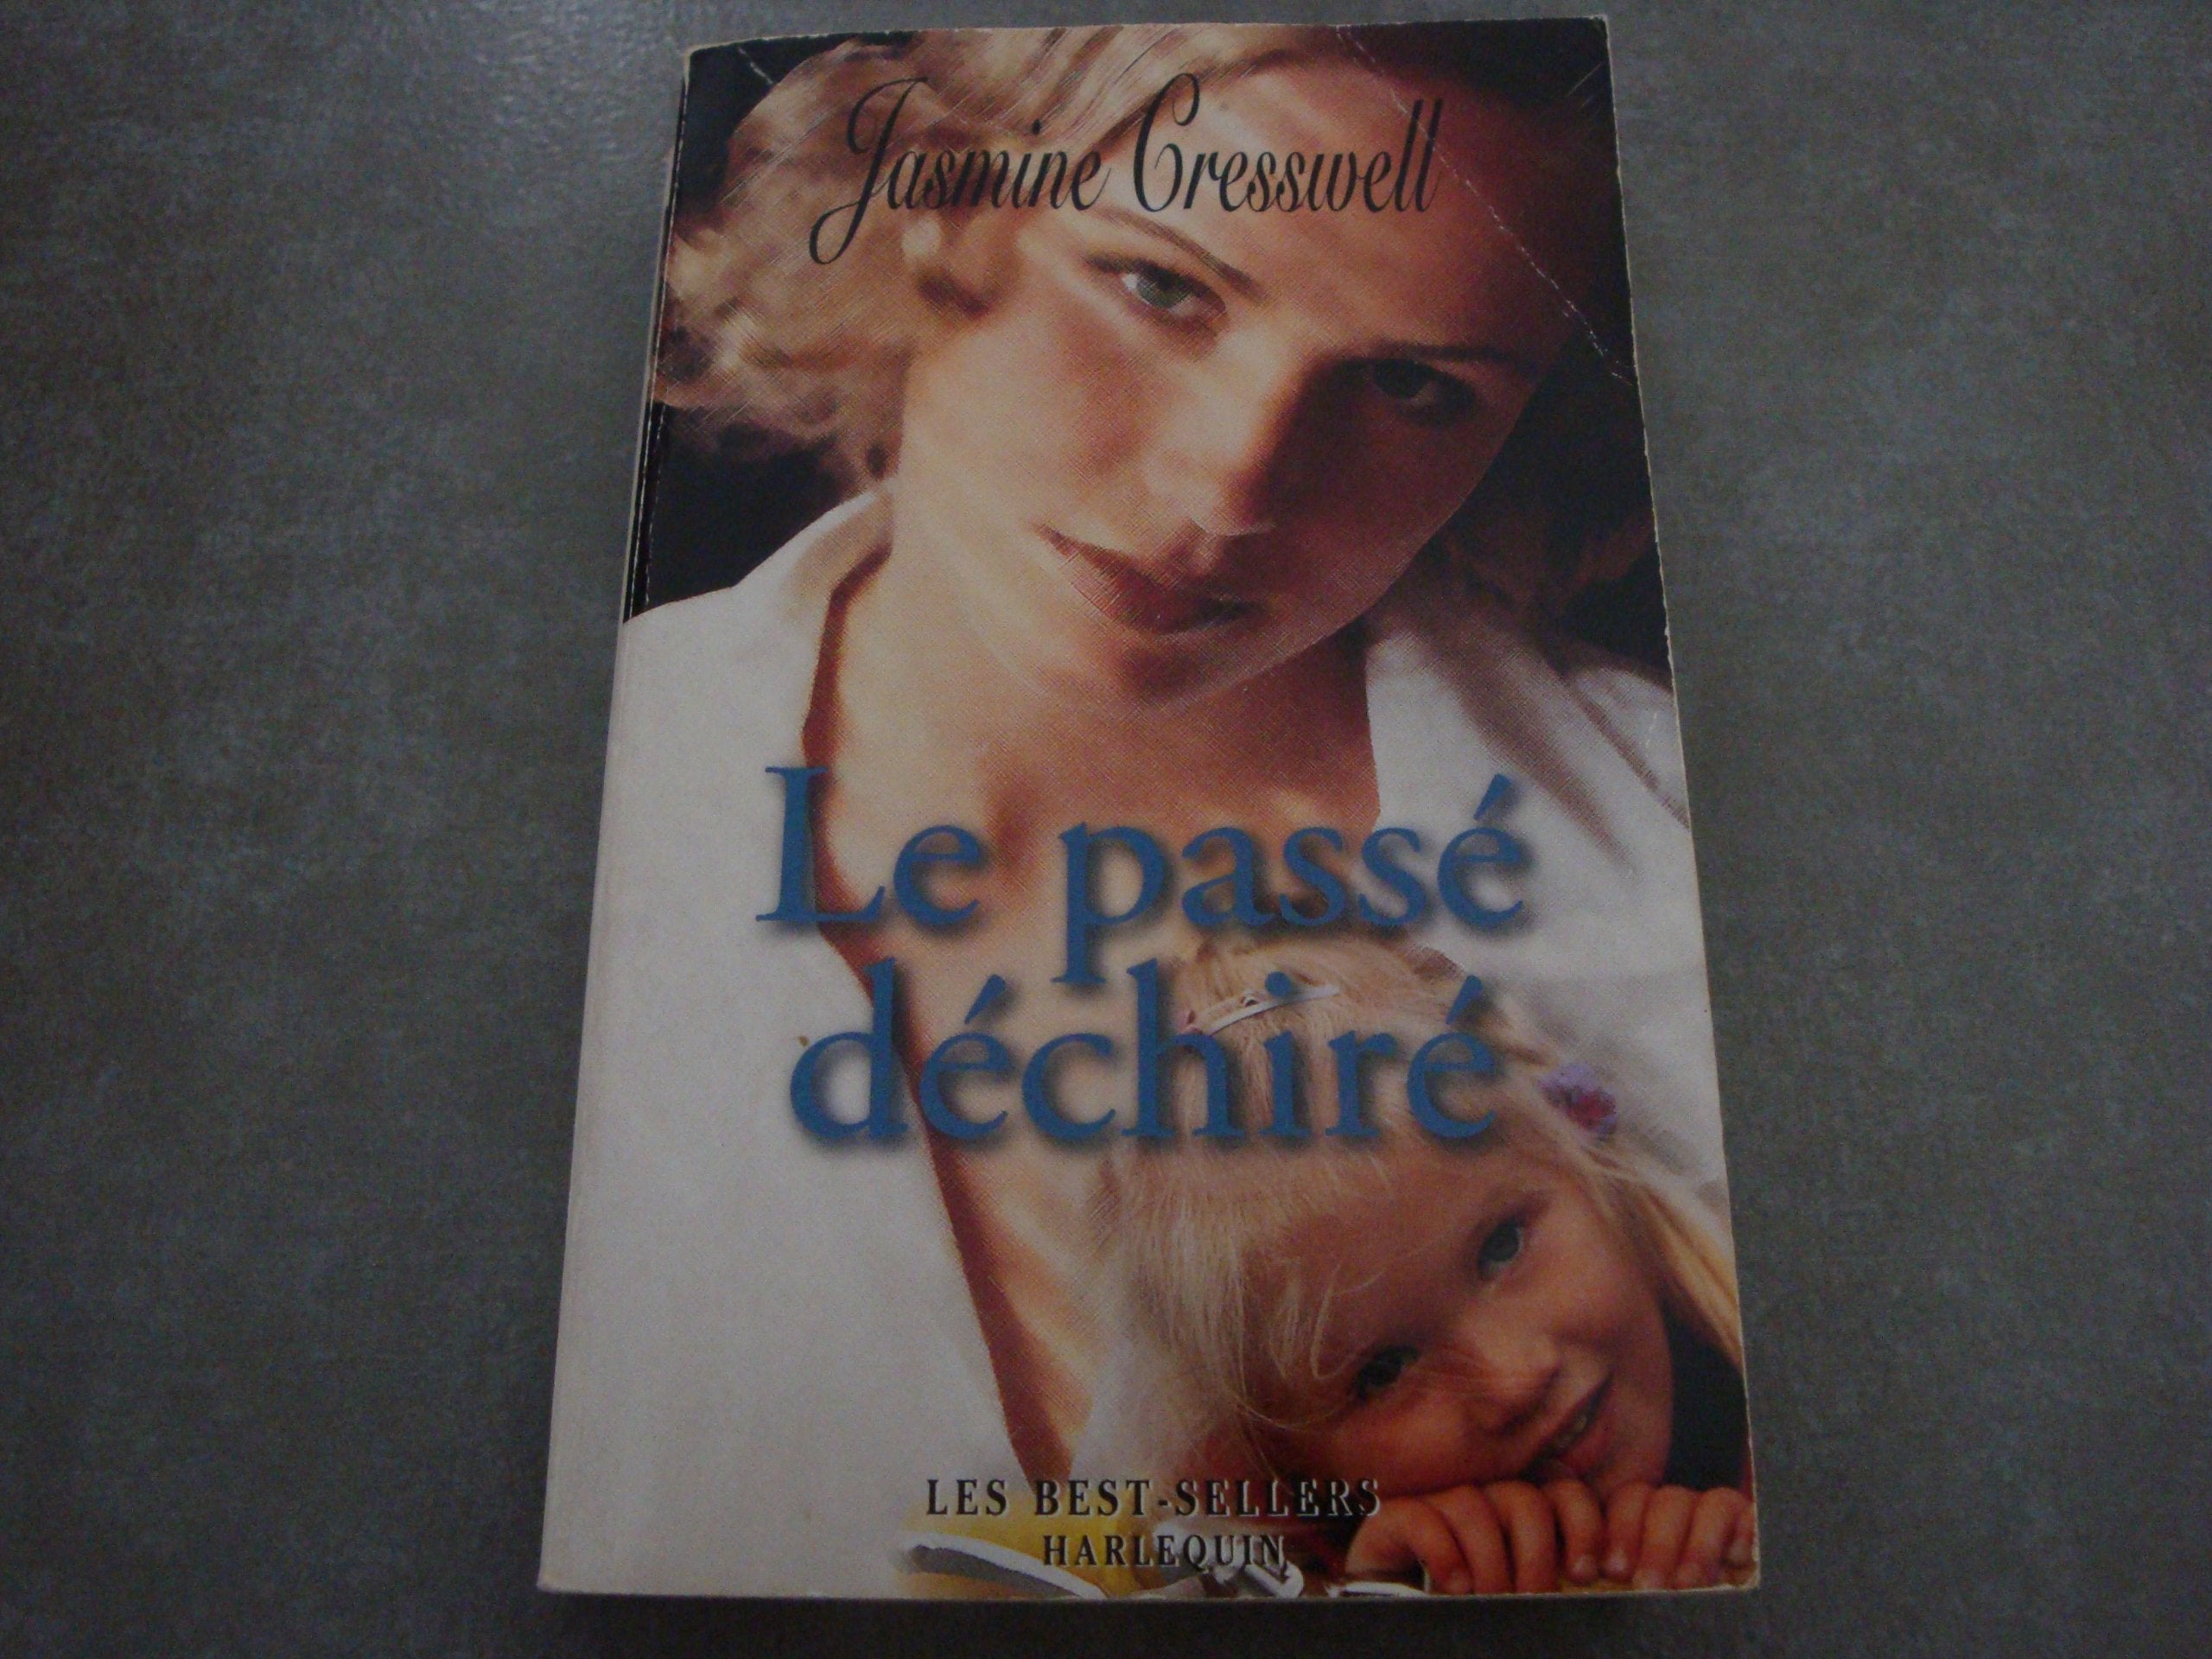 Jasmine Cresswell
Le passé
déchiré
LES BEST-SELLERS
HARLEQUIN